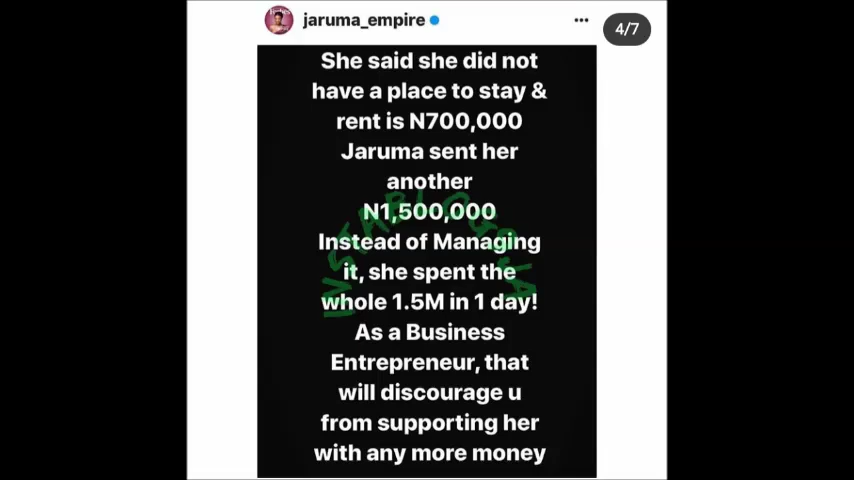 jaruma_empire
4/7
She said she did not
have a place to stay &
rent is N700,000
Jaruma sent her
another
N1,500,000
Instead of Managing
it, she spent the
whole 1.5M in 1 day!
As a Business
Entrepreneur, that
will discourage u
from supporting her
with any more money
INSTABLOG9JA